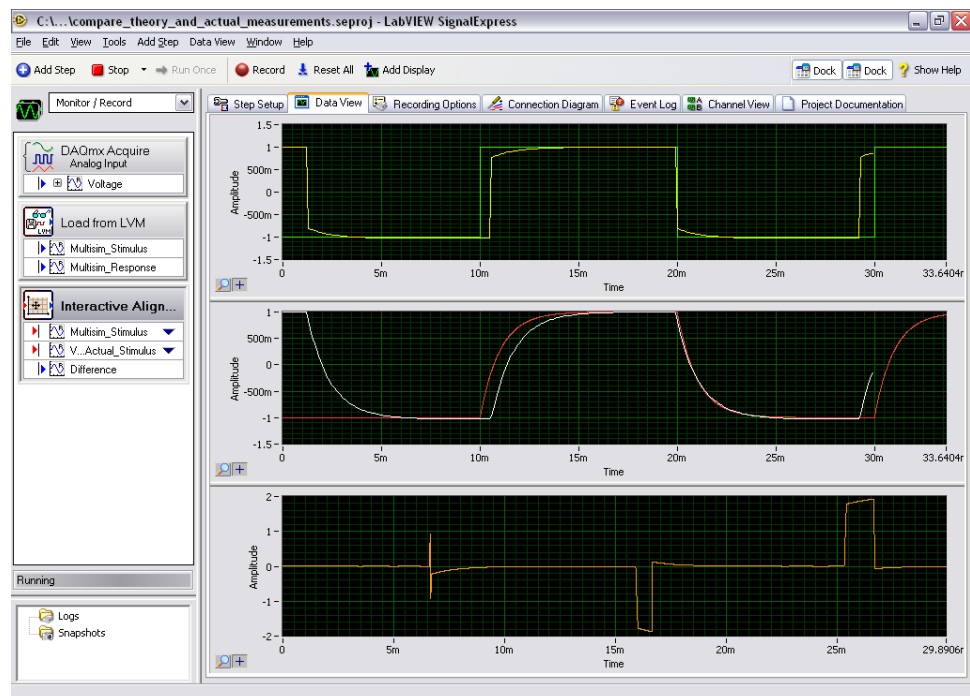 C:\...\compare_theory_and_actual_measurements.seproj - LabVIEW SignalExpress
File Edit View Tools Add Step Data View Window Help
Add Step Stop Run Once Record Reset All Add Display Dock Dock Show Help
Monitor / Record
Step Setup Data View Recording Options Connection Diagram Event Log Channel View Project Documentation
DAQmx Acquire
Analog Input
Voltage
Load from LVM
Multisim_Stimulus
Multisim_Response
Interactive Align...
Multisim_Stimulus
V...Actual_Stimulus
Difference
Running
Logs
Snapshots
1.5
1
500m
0
-500m
-1
-1.5
Amplitude
0 5m 10m 15m 20m 25m 30m 33.6404r
Time
1
500m
0
-500m
-1
-1.5
Amplitude
0 5m 10m 15m 20m 25m 30m 33.6404r
Time
2
1
0
-1
-2
Amplitude
0 5m 10m 15m 20m 25m 29.8906r
Time